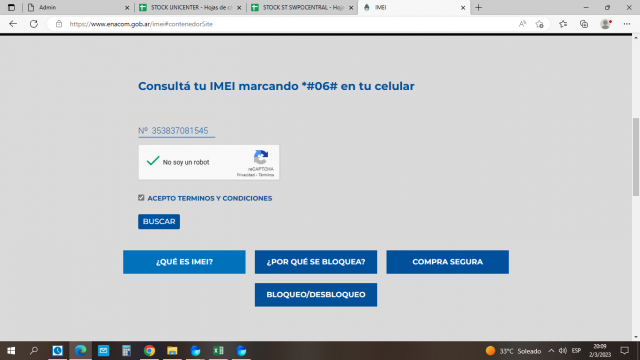 Admin
STOCK UNICENTER - Hojas de cá
STOCK ST SWPOCENTRAL - Hoja
IMEI
https://www.enacom.gob.ar/imei#contenedorSite
Consultá tu IMEI marcando *#06# en tu celular
Nº 353837081545
No soy un robot
reCAPTCHA
Privacidad - Términos
ACEPTO TERMINOS Y CONDICIONES
BUSCAR
¿QUÉ ES IMEI?
¿POR QUÉ SE BLOQUEA?
COMPRA SEGURA
BLOQUEO/DESBLOQUEO
33°C Soleado
ESP
20:09
2/3/2023